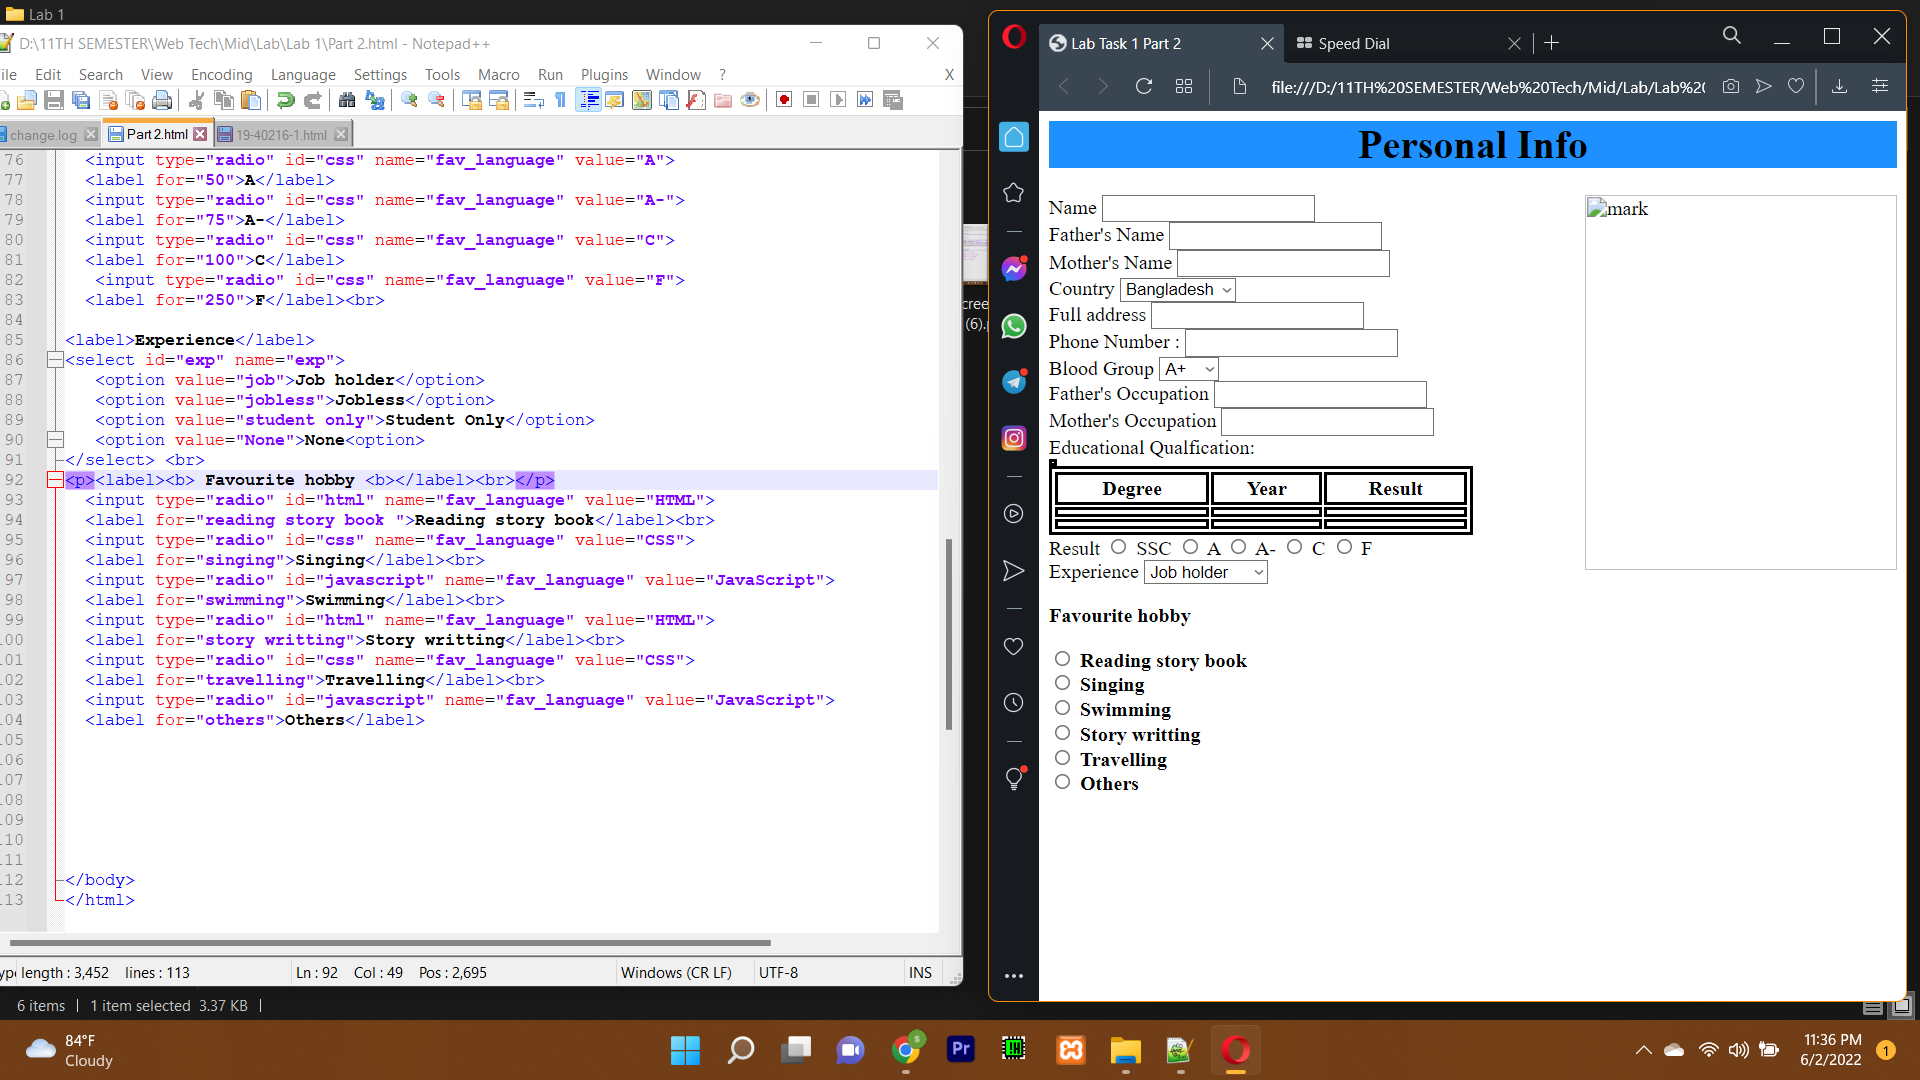 Lab 1
D:\11TH SEMESTER\Web Tech\Mid\Lab\Lab 1\Part 2.html - Notepad++
ile Edit Search View Encoding Language Settings Tools Macro Run Plugins Window ? X
change.log Part 2.html 19-40216-1.html
76 <input type="radio" id="css" name="fav_language" value="A">
77 <label for="50">A</label>
78 <input type="radio" id="css" name="fav_language" value="A-">
79 <label for="75">A-</label>
80 <input type="radio" id="css" name="fav_language" value="C">
81 <label for="100">C</label>
82 <input type="radio" id="css" name="fav_language" value="F">
83 <label for="250">F</label><br>
84
85 <label>Experience</label>
86 <select id="exp" name="exp">
87 <option value="job">Job holder</option>
88 <option value="jobless">Jobless</option>
89 <option value="student only">Student Only</option>
90 <option value="None">None<option>
91 </select> <br>
92 <p><label><b> Favourite hobby <b></label><br></p>
93 <input type="radio" id="html" name="fav_language" value="HTML">
94 <label for="reading story book ">Reading story book</label><br>
95 <input type="radio" id="css" name="fav_language" value="CSS">
96 <label for="singing">Singing</label><br>
97 <input type="radio" id="javascript" name="fav_language" value="JavaScript">
98 <label for="swimming">Swimming</label><br>
99 <input type="radio" id="html" name="fav_language" value="HTML">
100 <label for="story writting">Story writting</label><br>
101 <input type="radio" id="css" name="fav_language" value="CSS">
102 <label for="travelling">Travelling</label><br>
103 <input type="radio" id="javascript" name="fav_language" value="JavaScript">
104 <label for="others">Others</label>
105
106
107
108
109
110
111
112 </body>
113 </html>
length : 3,452 lines : 113 Ln : 92 Col : 49 Pos : 2,695 Windows (CR LF) UTF-8 INS
6 items 1 item selected 3.37 KB
cree
(6).p
Lab Task 1 Part 2 Speed Dial
file:///D:/11TH%20SEMESTER/Web%20Tech/Mid/Lab/Lab%20
Personal Info
mark
Name
Father's Name
Mother's Name
Country Bangladesh
Full address
Phone Number :
Blood Group A+
Father's Occupation
Mother's Occupation
Educational Qualfication:
Degree Year Result
Result SSC A A- C F
Experience Job holder
Favourite hobby
Reading story book
Singing
Swimming
Story writting
Travelling
Others
84°F
Cloudy
S
Pr
11:36 PM
6/2/2022
1